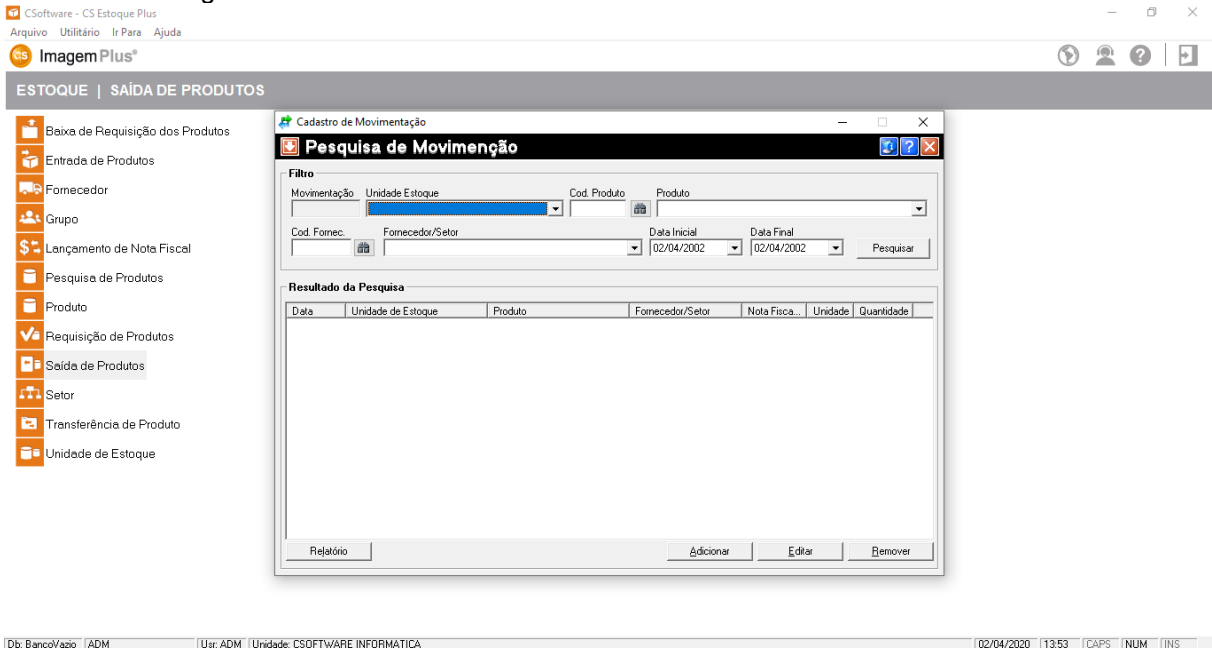 CSoftware - CS Estoque Plus
Arquivo Utilitário Ir Para Ajuda
CS ImagemPlus®
ESTOQUE | SAÍDA DE PRODUTOS
Baixa de Requisição dos Produtos
Entrada de Produtos
Fornecedor
Grupo
Lançamento de Nota Fiscal
Pesquisa de Produtos
Produto
Requisição de Produtos
Saída de Produtos
Setor
Transferência de Produto
Unidade de Estoque
Cadastro de Movimentação
Pesquisa de Movimenção
Filtro
Movimentação Unidade Estoque Cod. Produto Produto
Cod. Fornec. Fornecedor/Setor Data Inicial Data Final
02/04/2002 02/04/2002 Pesquisar
Resultado da Pesquisa
Data Unidade de Estoque Produto Fornecedor/Setor Nota Fisca... Unidade Quantidade
Relatório Adicionar Editar Remover
Db: BancoVazio ADM Usr: ADM Unidade: CSOFTWARE INFORMATICA 02/04/2020 13:53 CAPS NUM INS